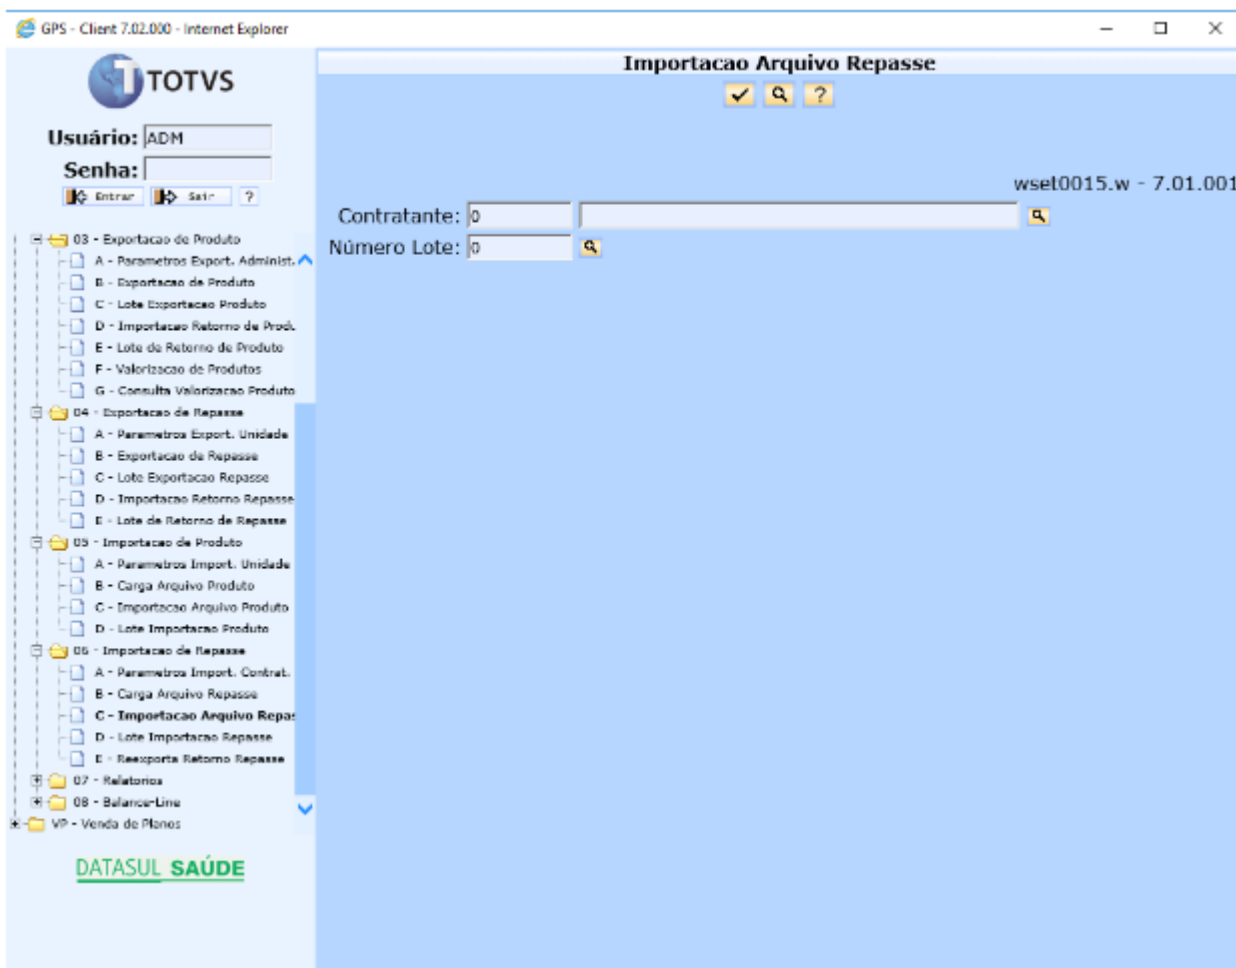 GPS - Client 7.02.000 - Internet Explorer
TOTVS
Usuário: ADM
Senha:
Entrar Sair ?
03 - Exportacao de Produto
A - Parametros Export. Administ.
B - Exportacao de Produto
C - Lote Exportacao Produto
D - Importacao Retorno de Prod.
E - Lote de Retorno de Produto
F - Valorizacao de Produtos
G - Consulta Valorizacao Produto
04 - Exportacao de Repasse
A - Parametros Export. Unidade
B - Exportacao de Repasse
C - Lote Exportacao Repasse
D - Importacao Retorno Repasse
E - Lote de Retorno de Repasse
05 - Importacao de Produto
A - Parametros Import. Unidade
B - Carga Arquivo Produto
C - Importacao Arquivo Produto
D - Lote Importacao Produto
06 - Importacao de Repasse
A - Parametros Import. Contrat.
B - Carga Arquivo Repasse
C - Importacao Arquivo Repas
D - Lote Importacao Repasse
E - Reexporta Retorno Repasse
07 - Relatorios
08 - Balance-Line
VP - Venda de Planos
DATASUL SAÚDE
Importacao Arquivo Repasse
?
wset0015.w - 7.01.001
Contratante: 0
Número Lote: 0